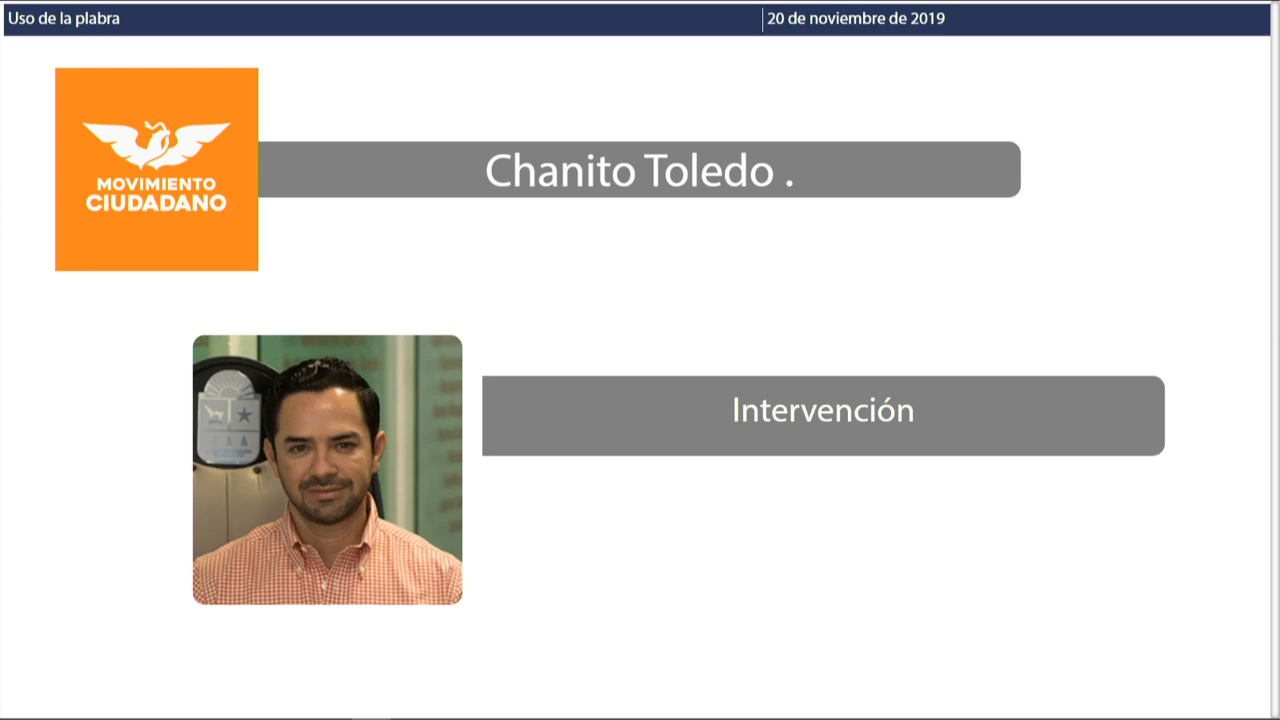 Uso de la plabra
20 de noviembre de 2019
MOVIMIENTO
CIUDADANO
Chanito Toledo .
Intervención